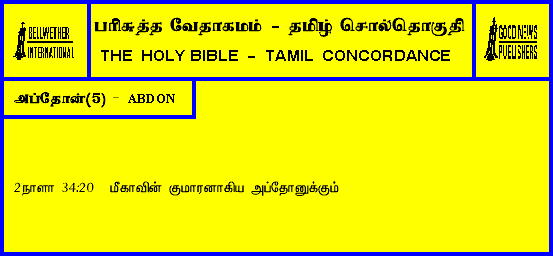 BELLWETHER
INTERNATIONAL
பரிசுத்த வேதாகமம் - தமிழ் சொல்தொகுதி
THE HOLY BIBLE - TAMIL CONCORDANCE
GOOD NEWS
PUBLISHERS
அப்தோன்(5) - ABDON
2நாளா 34:20 மீகாவின் குமாரனாகிய அப்தோனுக்கும்